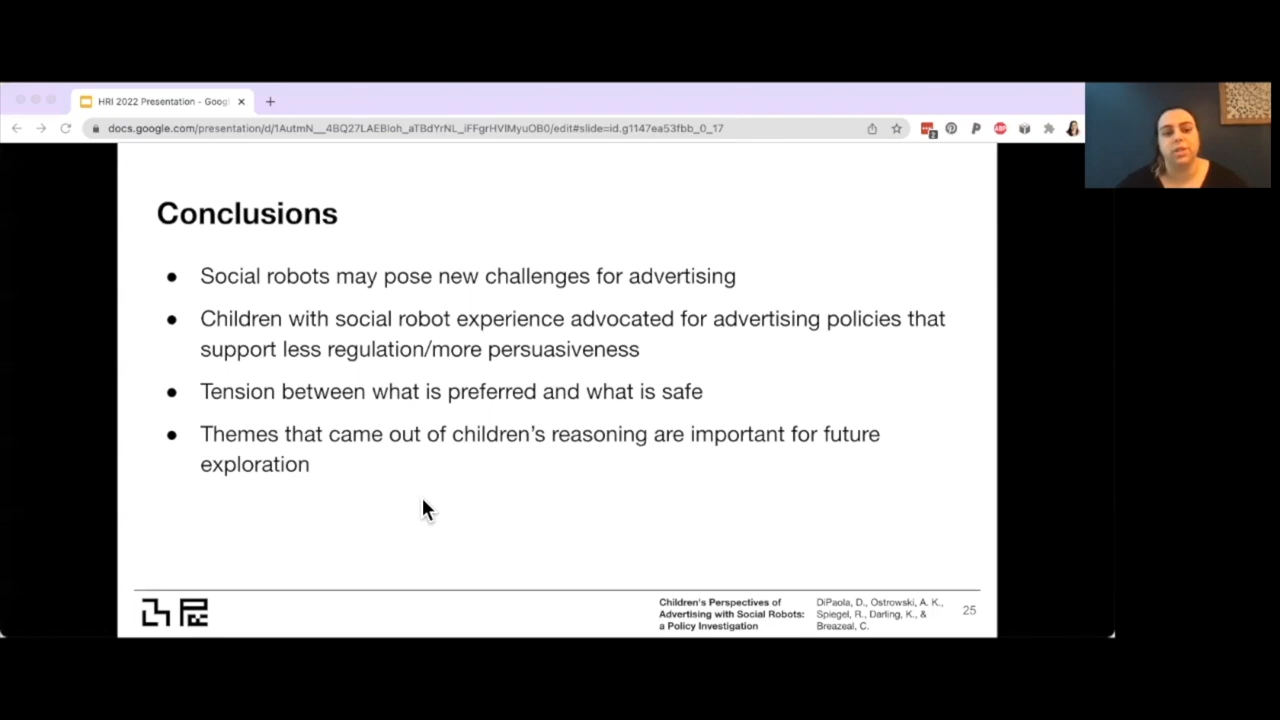 HRI 2022 Presentation - Googl
docs.google.com/presentation/d/1AutmN__4BQ27LAEBloh_aTBdYrNL_iFFgrHVlMyuOB0/edit#slide=id.g1147ea53fbb_0_17
2
ABP
Conclusions
● Social robots may pose new challenges for advertising
● Children with social robot experience advocated for advertising policies that
support less regulation/more persuasiveness
● Tension between what is preferred and what is safe
● Themes that came out of children’s reasoning are important for future
exploration
Children's Perspectives of
Advertising with Social Robots:
a Policy Investigation
DiPaola, D., Ostrowski, A. K.,
Spiegel, R., Darling, K., &
Breazeal, C.
25